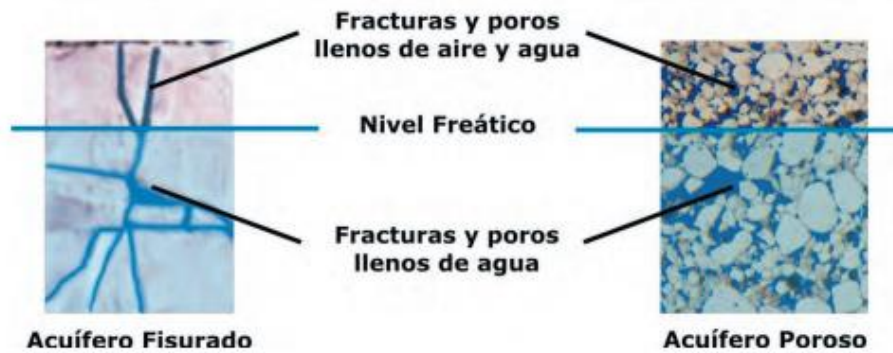 Fracturas y poros
llenos de aire y agua
Nivel Freático
Fracturas y poros
llenos de agua
Acuífero Fisurado
Acuífero Poroso